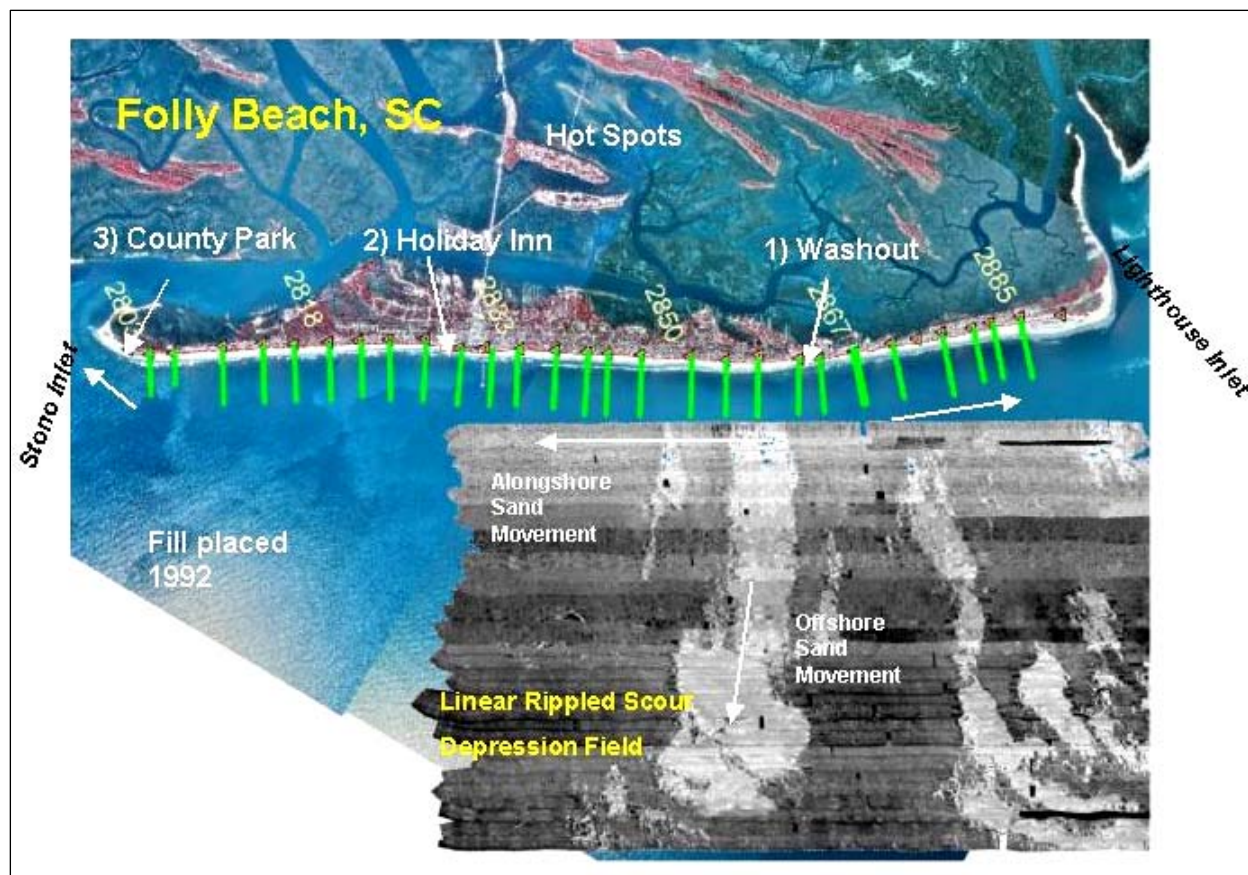 Folly Beach, SC
Hot Spots
3) County Park
2) Holiday Inn
1) Washout
2818
2850
2867
2885
Stono Inlet
Lighthouse Inlet
Alongshore
Sand
Movement
Fill placed
1992
Offshore
Sand
Movement
Linear Rippled Scour
Depression Field